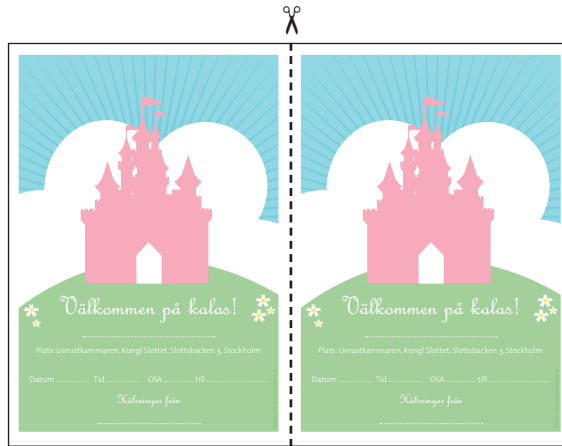 Välkommen på kalas!
Plats: Livrustkammaren, Kungl Slottet, Slottsbacken 3, Stockholm
Datum Tid OSA till
Hälsningar från
Välkommen på kalas!
Plats: Livrustkammaren, Kungl Slottet, Slottsbacken 3, Stockholm
Datum Tid OSA till
Hälsningar från